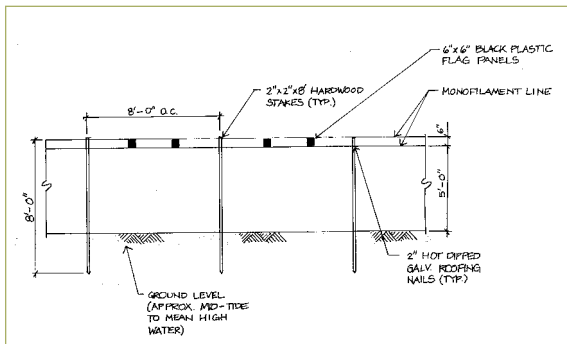 6"x6" BLACK PLASTIC
FLAG PANELS
2"x2"x8' HARDWOOD
STAKES (TYP.)
MONOFILAMENT LINE
8'-0" O.C.
6"
8'-0"
5'-0"
2" HOT DIPPED
GALV. ROOFING
NAILS (TYP.)
GROUND LEVEL
(APPROX. MID-TIDE
TO MEAN HIGH
WATER)